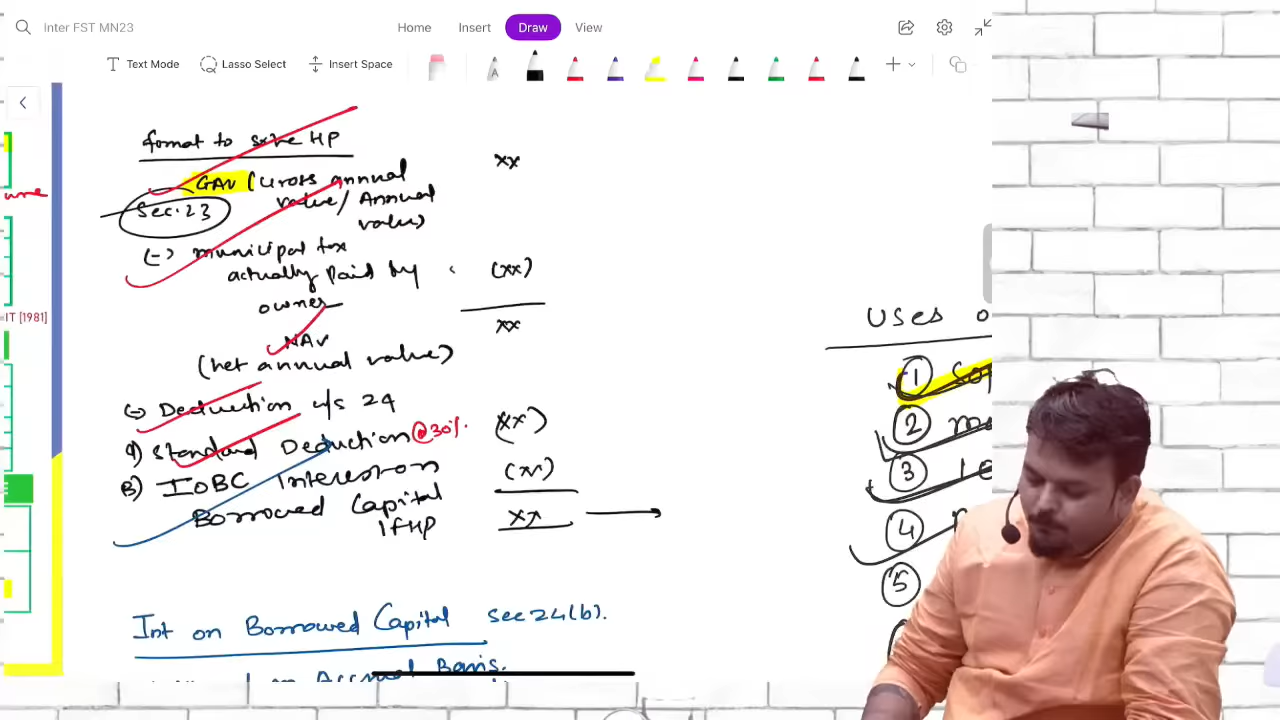 Inter FST MN23
Home
Insert
Draw
View
Text Mode
Lasso Select
Insert Space
format to solve HP
GAV (Gross annual xx
value/ Annual
value)
Sec.23
(-) municipal tax
actually paid by (xx)
owner
NAV xx
(net annual value)
(-) Deduction u/s 24
A) Standard Deduction @30%. (xx)
B) IOBC Interest on (xx)
Borrowed Capital
IFHP xx
Int on Borrowed Capital sec 24(b).
Accrual Basis.
IT [1981]
Uses
1
2
3
4
5